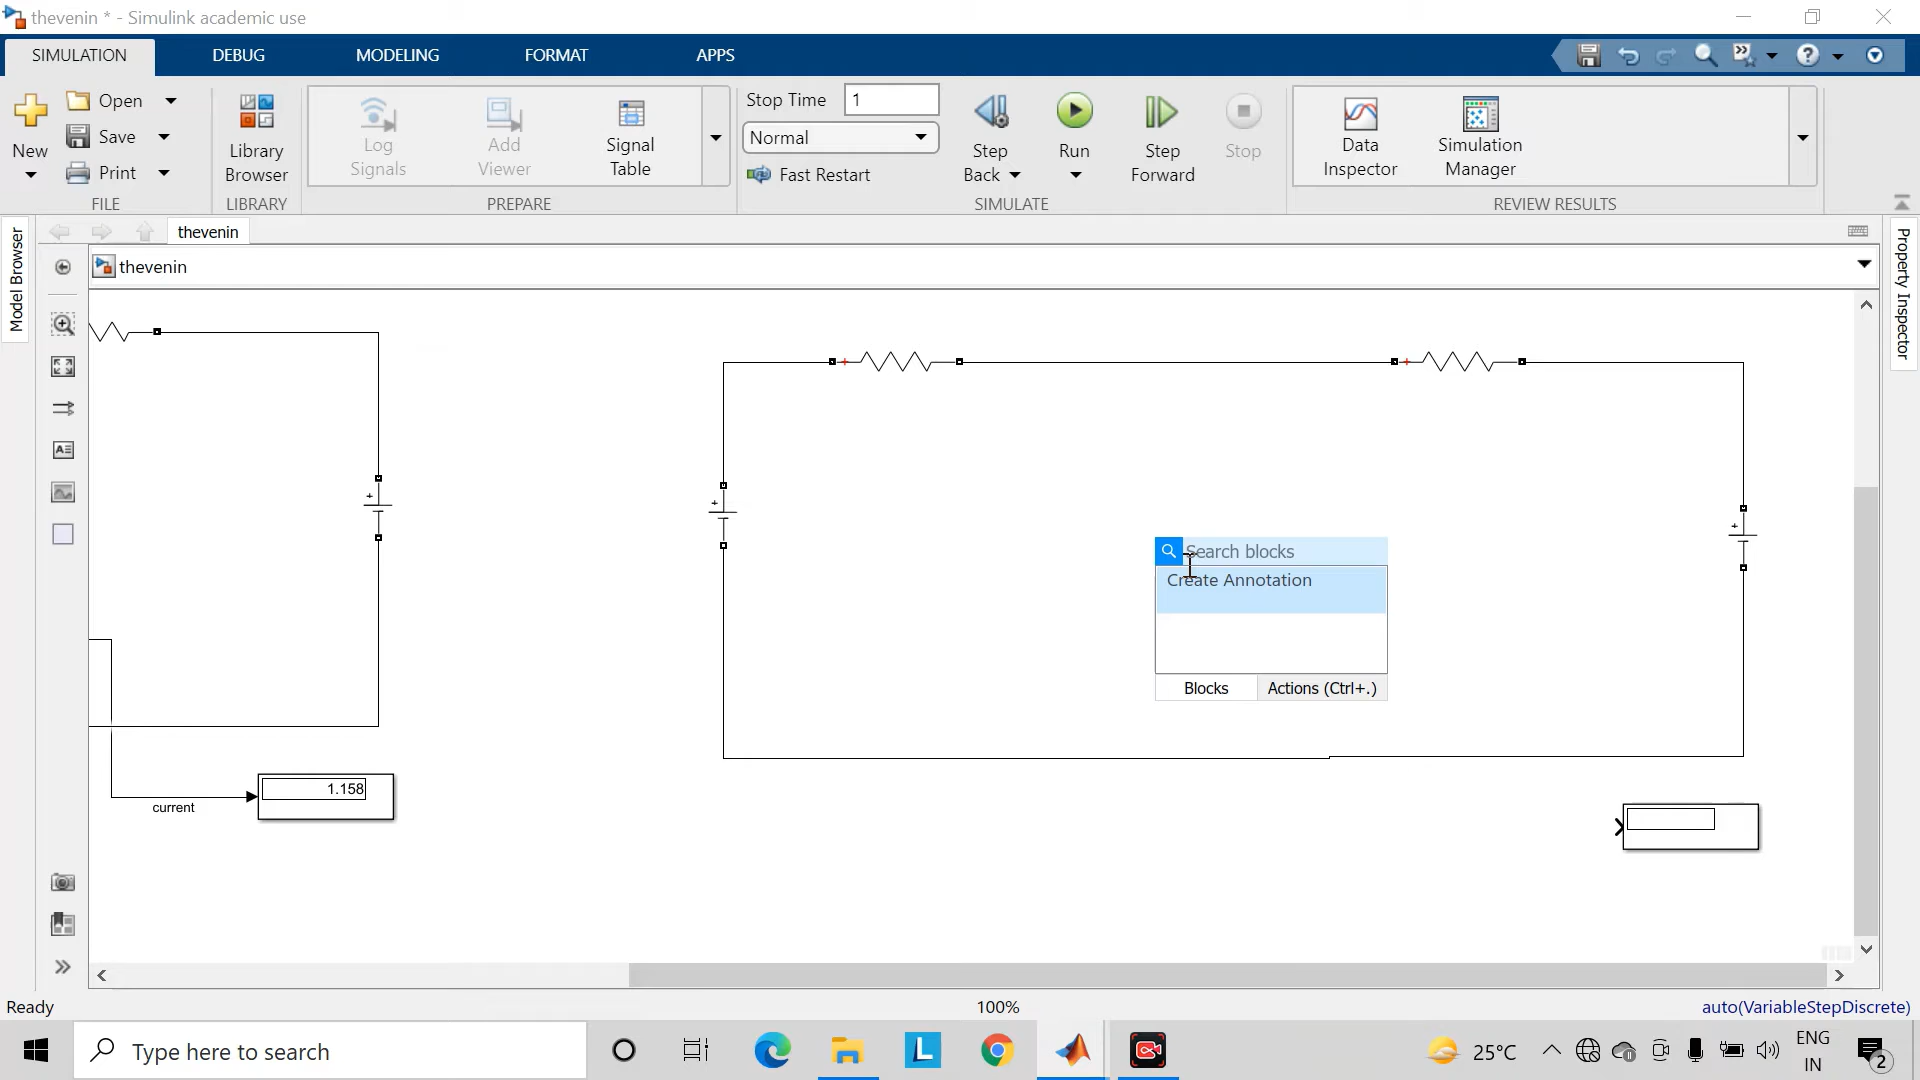 thevenin * - Simulink academic use
SIMULATION
DEBUG
MODELING
FORMAT
APPS
New
Open
Save
Print
FILE
Library
Browser
LIBRARY
Log
Signals
Add
Viewer
Signal
Table
PREPARE
Stop Time 1
Normal
Fast Restart
Step
Back
Run
Step
Forward
Stop
SIMULATE
Data
Inspector
Simulation
Manager
REVIEW RESULTS
Model Browser
Property Inspector
thevenin
thevenin
Search blocks
Create Annotation
Blocks
Actions (Ctrl+.)
1.158
current
Ready
100%
auto(VariableStepDiscrete)
Type here to search
25°C
ENG
IN
2